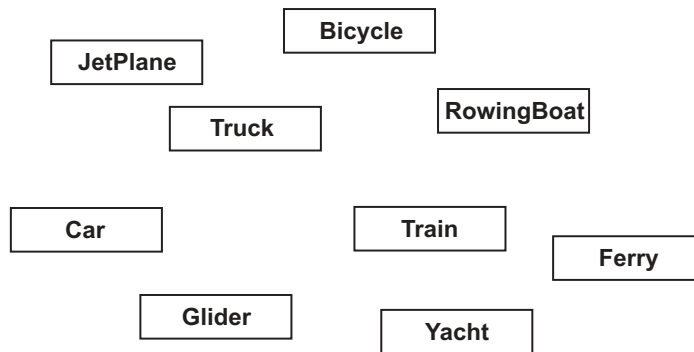 Bicycle
JetPlane
RowingBoat
Truck
Car
Train
Ferry
Glider
Yacht